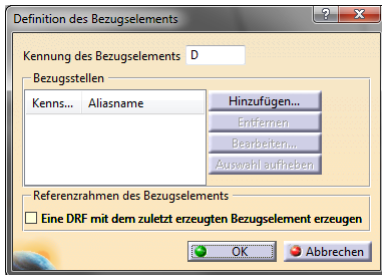 Definition des Bezugselements
Kennung des Bezugselements D
Bezugsstellen
Kenns... Aliasname
Hinzufügen...
Entfernen
Bearbeiten...
Auswahl aufheben
Referenzrahmen des Bezugselements
Eine DRF mit dem zuletzt erzeugten Bezugselement erzeugen
OK Abbrechen